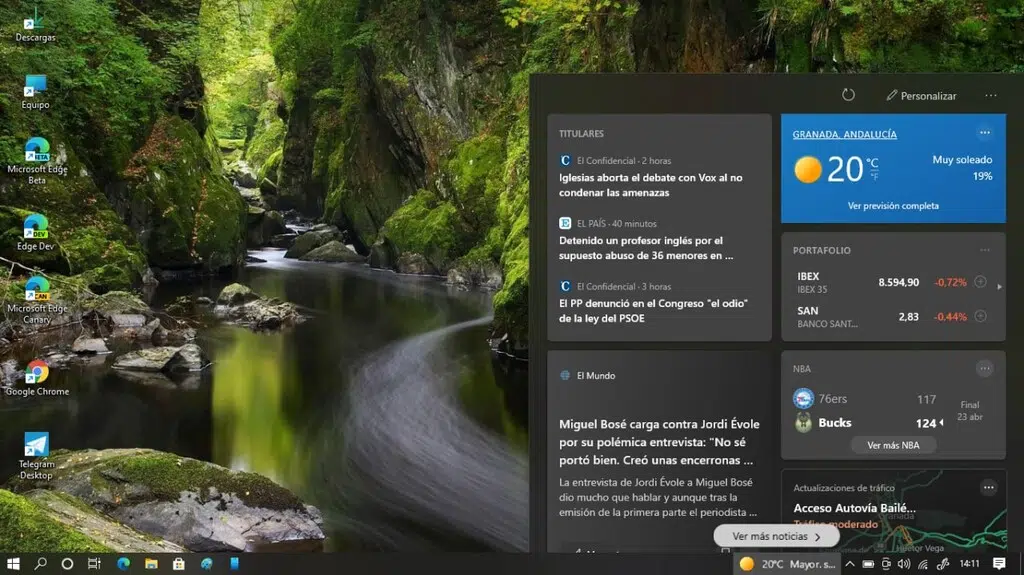 Descargas
Equipo
Microsoft Edge
Beta
Edge Dev
Microsoft Edge
Canary
Google Chrome
Telegram
Desktop
Personalizar
TITULARES
El Confidencial · 2 horas
Iglesias aborta el debate con Vox al no
condenar las amenazas
EL PAÍS · 40 minutos
Detenido un profesor inglés por el
supuesto abuso de 36 menores en ...
El Confidencial · 3 horas
El PP denunció en el Congreso "el odio"
de la ley del PSOE
GRANADA, ANDALUCÍA
20 °C
°F
Muy soleado
19%
Ver previsión completa
PORTAFOLIO
IBEX 8.594,90 -0,72%
IBEX 35
SAN 2,83 -0,44%
BANCO SANT...
El Mundo
Miguel Bosé carga contra Jordi Évole
por su polémica entrevista: "No sé
portó bien. Creó unas encerronas ...
La entrevista de Jordi Évole a Miguel Bosé
dio mucho que hablar y aunque tras la
emisión de la primera parte el periodista ...
NBA
76ers 117
Bucks 124
Final
23 abr
Ver más NBA
Actualizaciones de tráfico
Acceso Autovía Bailé...
Tráfico moderado
Granada
Huétor Vega
Ver más noticias
20°C Mayor. s...
14:11